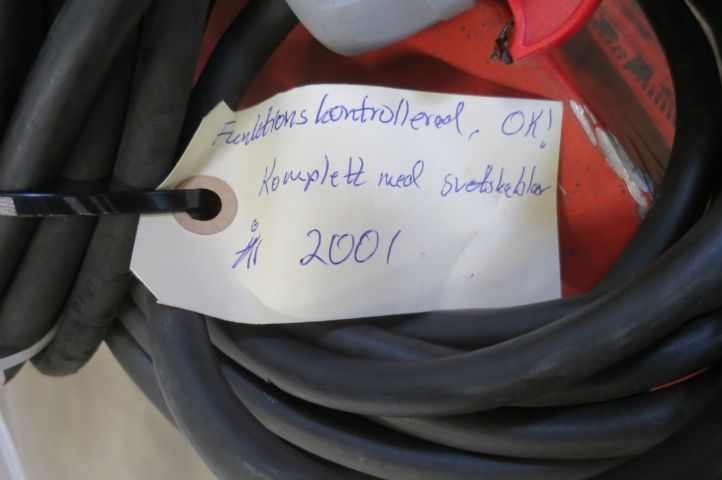 Funktionskontrollerad, OK!
Komplett med svetskablar
År 2001